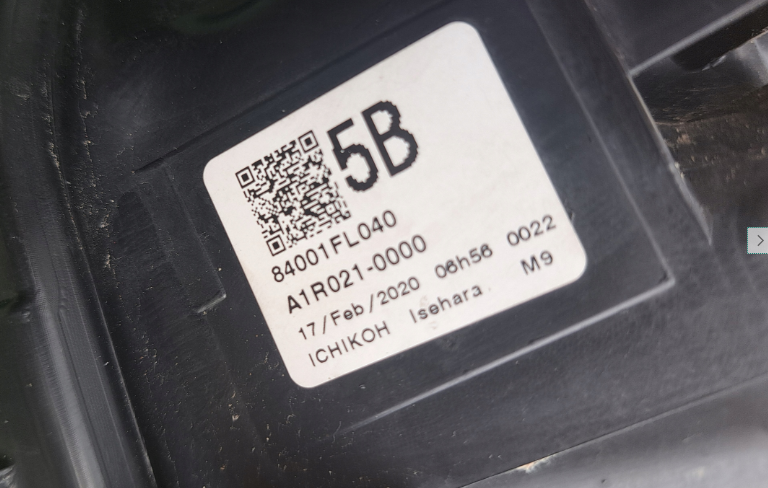 5B
84001FL040
A1R021-0000
17/Feb/2020 06h56 0022
ICHIKOH Isehara M9